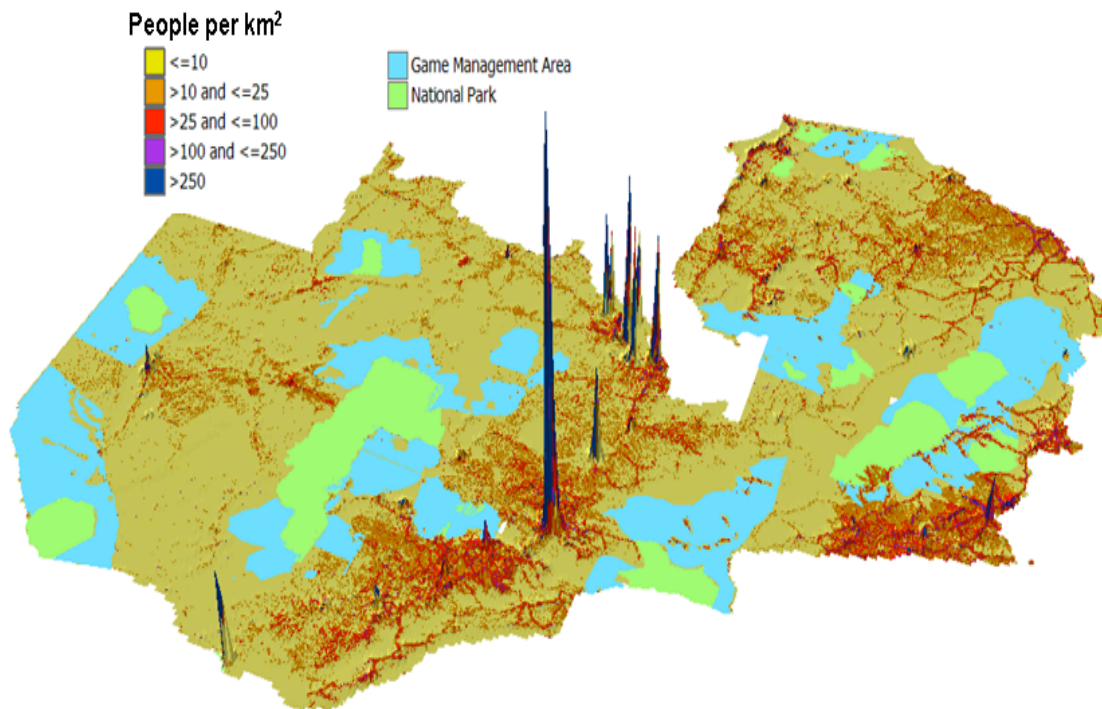 People per km²
<=10
>10 and <=25
>25 and <=100
>100 and <=250
>250
Game Management Area
National Park